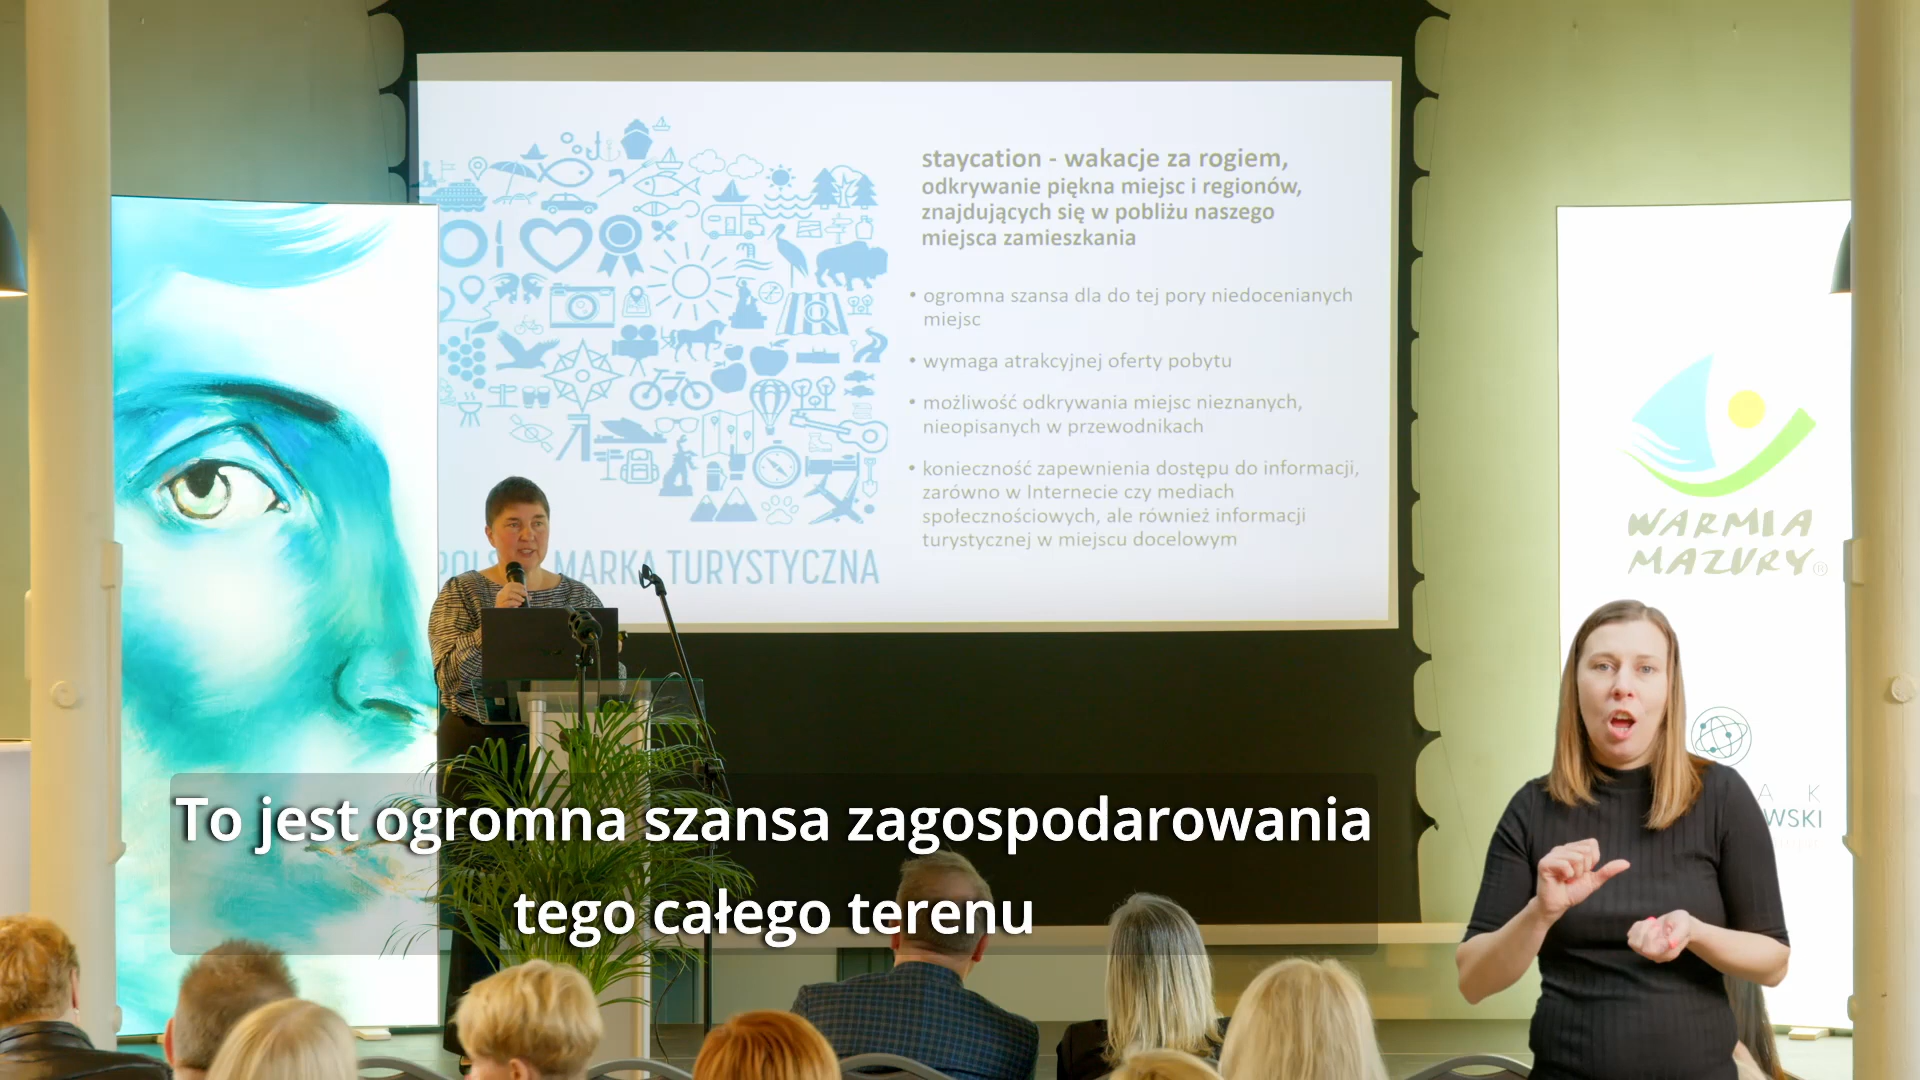 staycation - wakacje za rogiem,
odkrywanie piękna miejsc i regionów,
znajdujących się w pobliżu naszego
miejsca zamieszkania
• ogromna szansa dla do tej pory niedocenianych
miejsc
• wymaga atrakcyjnej oferty pobytu
• możliwość odkrywania miejsc nieznanych,
nieopisanych w przewodnikach
• konieczność zapewnienia dostępu do informacji,
zarówno w Internecie czy mediach
społecznościowych, ale również informacji
turystycznej w miejscu docelowym
MARKA TURYSTYCZNA
WARMIA
MAZURY®
To jest ogromna szansa zagospodarowania
tego całego terenu